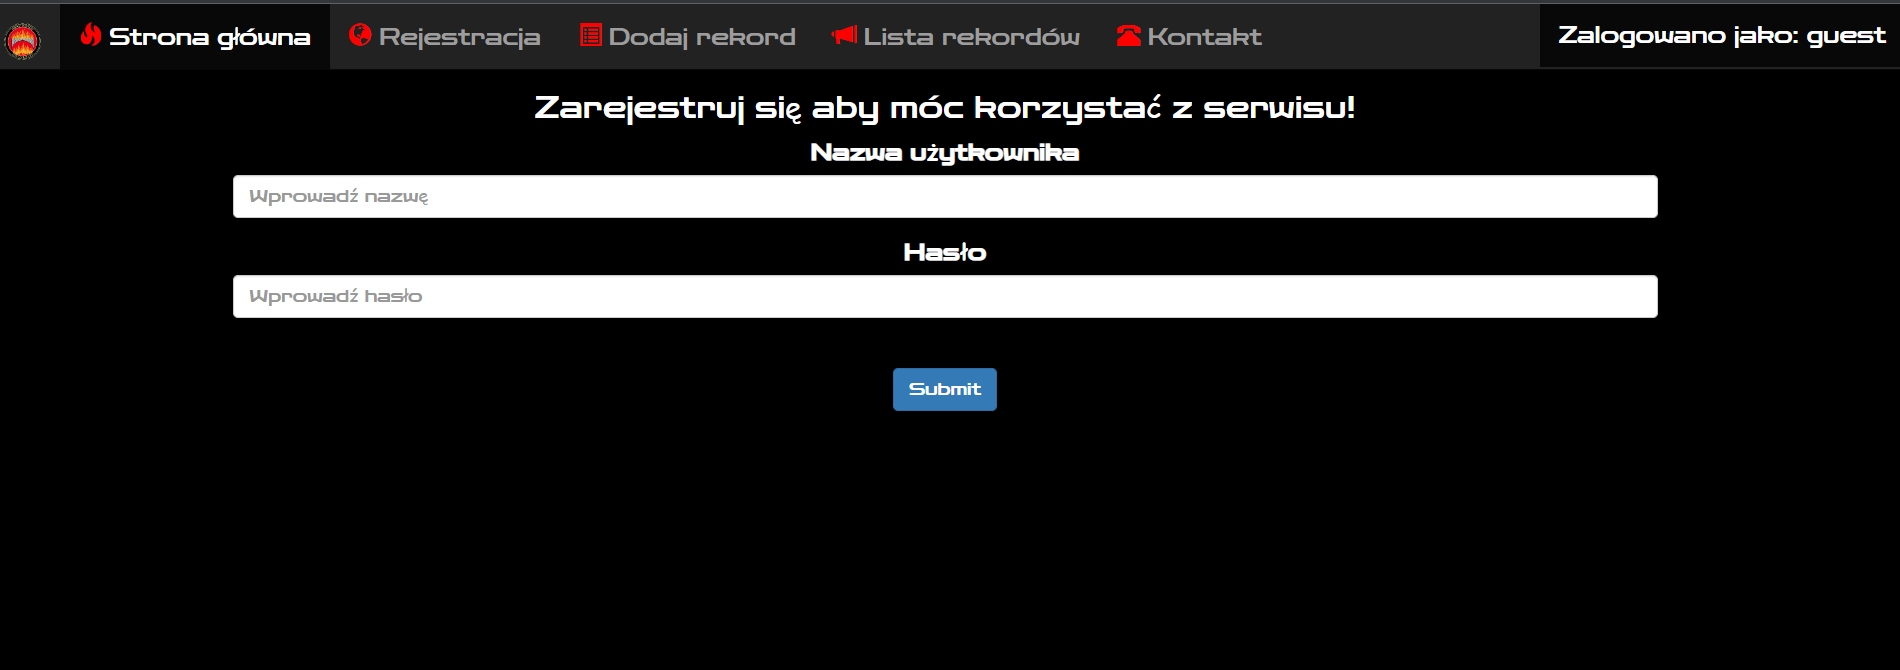 Strona główna Rejestracja Dodaj rekord Lista rekordów Kontakt Zalogowano jako: guest
Zarejestruj się aby móc korzystać z serwisu!
Nazwa użytkownika
Wprowadź nazwę
Hasło
Wprowadź hasło
Submit